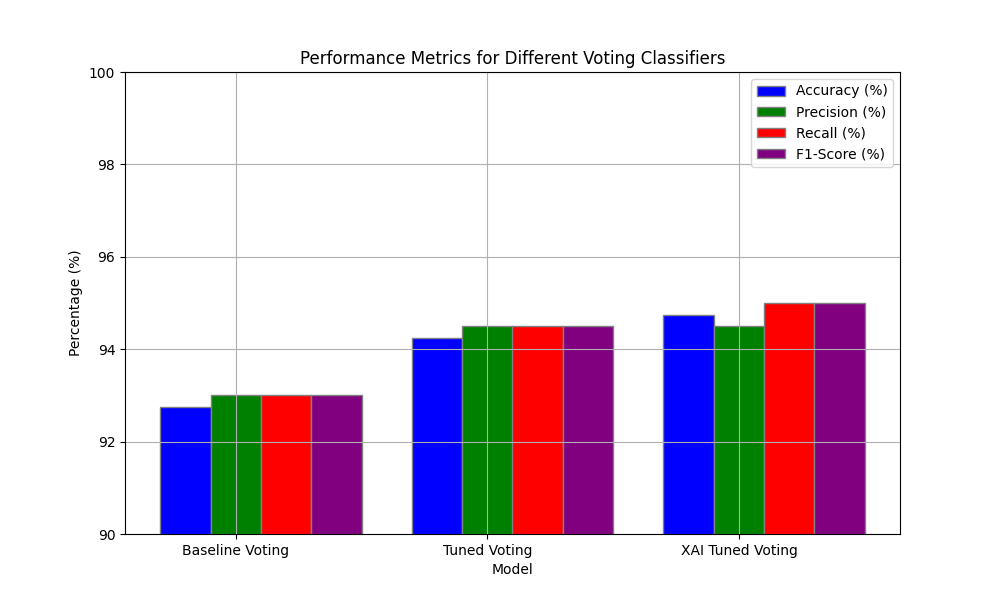 Performance Metrics for Different Voting Classifiers
100
98
96
94
92
90
Percentage (%)
Accuracy (%)
Precision (%)
Recall (%)
F1-Score (%)
Baseline Voting
Tuned Voting
XAI Tuned Voting
Model